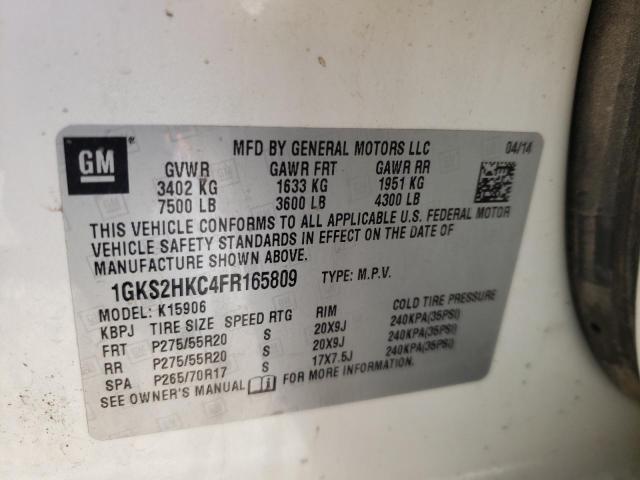 GM
MFD BY GENERAL MOTORS LLC 04/14
GVWR GAWR FRT GAWR RR
3402 KG 1633 KG 1951 KG
7500 LB 3600 LB 4300 LB
THIS VEHICLE CONFORMS TO ALL APPLICABLE U.S. FEDERAL MOTOR
VEHICLE SAFETY STANDARDS IN EFFECT ON THE DATE OF
MANUFACTURE SHOWN ABOVE.
1GKS2HKC4FR165809 TYPE: M.P.V.
MODEL: K15906
KBPJ TIRE SIZE SPEED RTG RIM COLD TIRE PRESSURE
FRT P275/55R20 S 20X9J 240KPA(35PSI)
RR P275/55R20 S 20X9J 240KPA(35PSI)
SPA P265/70R17 S 17X7.5J 240KPA(35PSI)
SEE OWNER'S MANUAL FOR MORE INFORMATION.